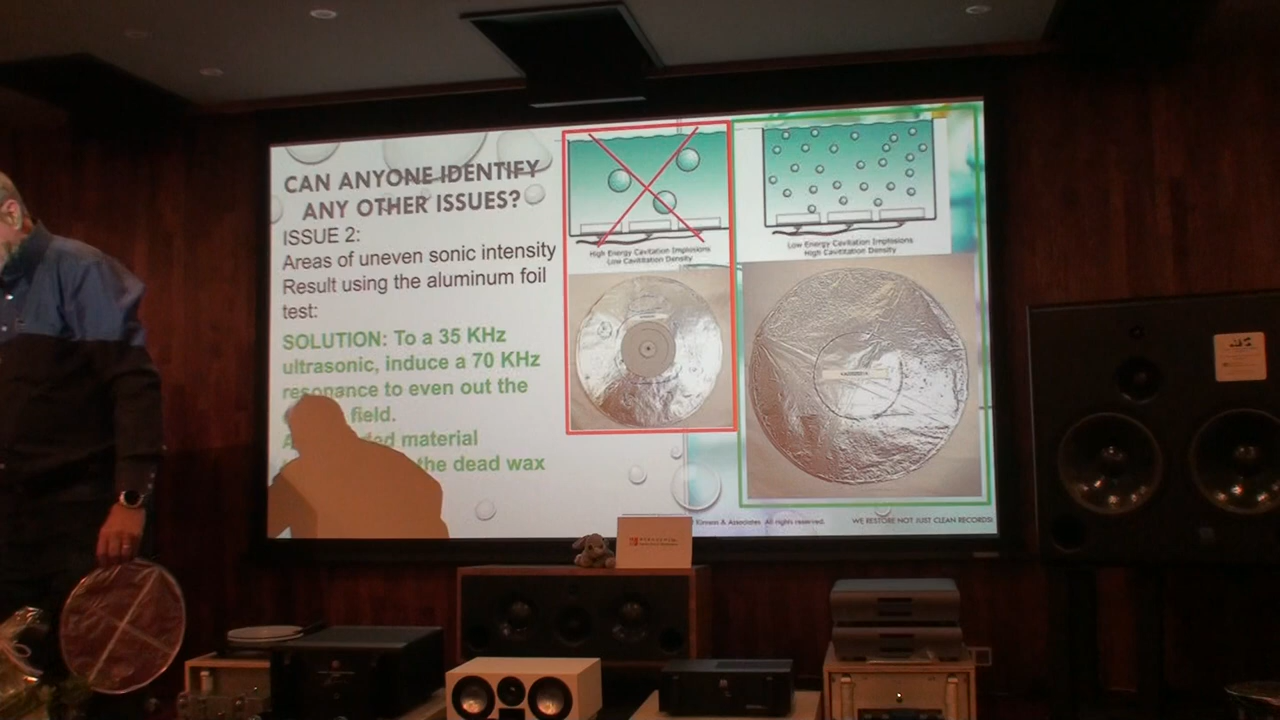 CAN ANYONE IDENTIFY
ANY OTHER ISSUES?
ISSUE 2:
Areas of uneven sonic intensity
Result using the aluminum foil
test:
SOLUTION: To a 35 KHz
ultrasonic, induce a 70 KHz
resonance to even out the
field.
material
the dead wax
High Energy Cavitation Implosions
Low Cavitation Density
Low Energy Cavitation Implosions
High Cavitation Density
& Associates All rights reserved.
WE RESTORE NOT JUST CLEAN RECORDS!